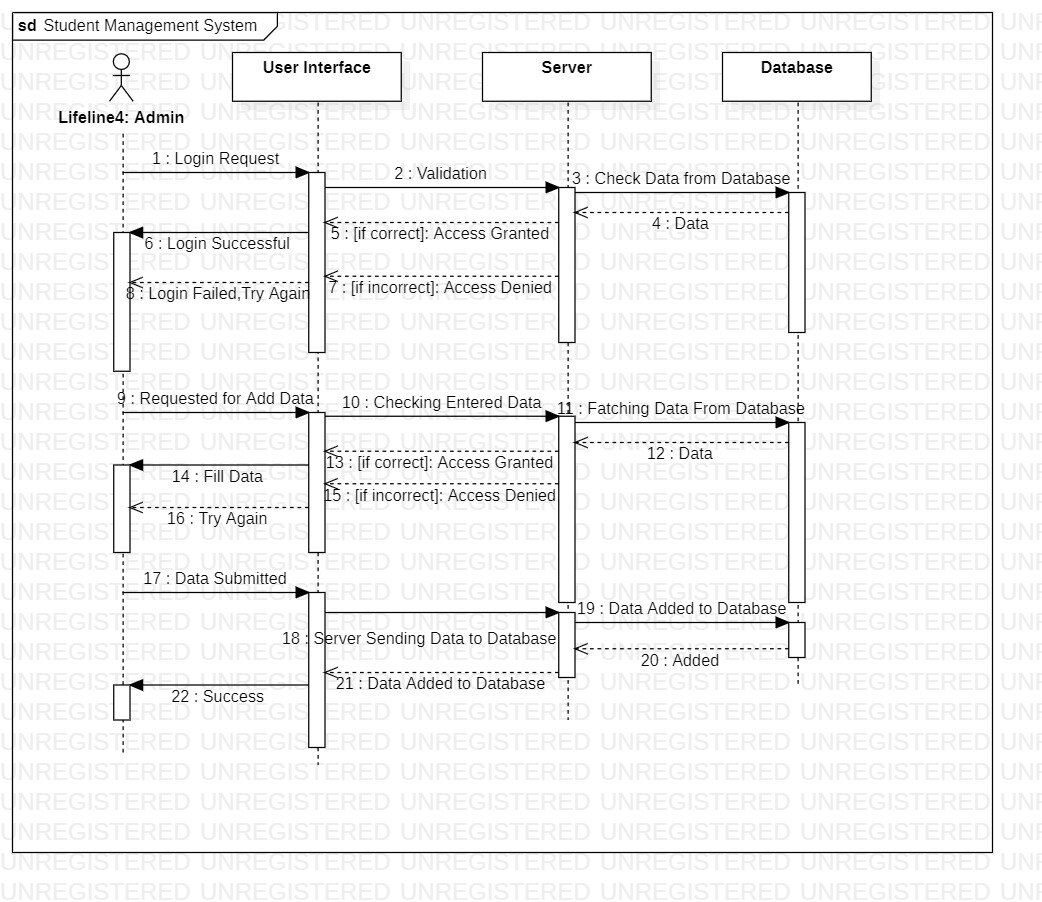 sd Student Management System
User Interface
Server
Database
Lifeline4: Admin
1 : Login Request
2 : Validation
3 : Check Data from Database
4 : Data
5 : [if correct]: Access Granted
6 : Login Successful
7 : [if incorrect]: Access Denied
8 : Login Failed,Try Again
9 : Requested for Add Data
10 : Checking Entered Data
11 : Fatching Data From Database
12 : Data
13 : [if correct]: Access Granted
14 : Fill Data
15 : [if incorrect]: Access Denied
16 : Try Again
17 : Data Submitted
18 : Server Sending Data to Database
19 : Data Added to Database
20 : Added
21 : Data Added to Database
22 : Success
UNREGISTERED